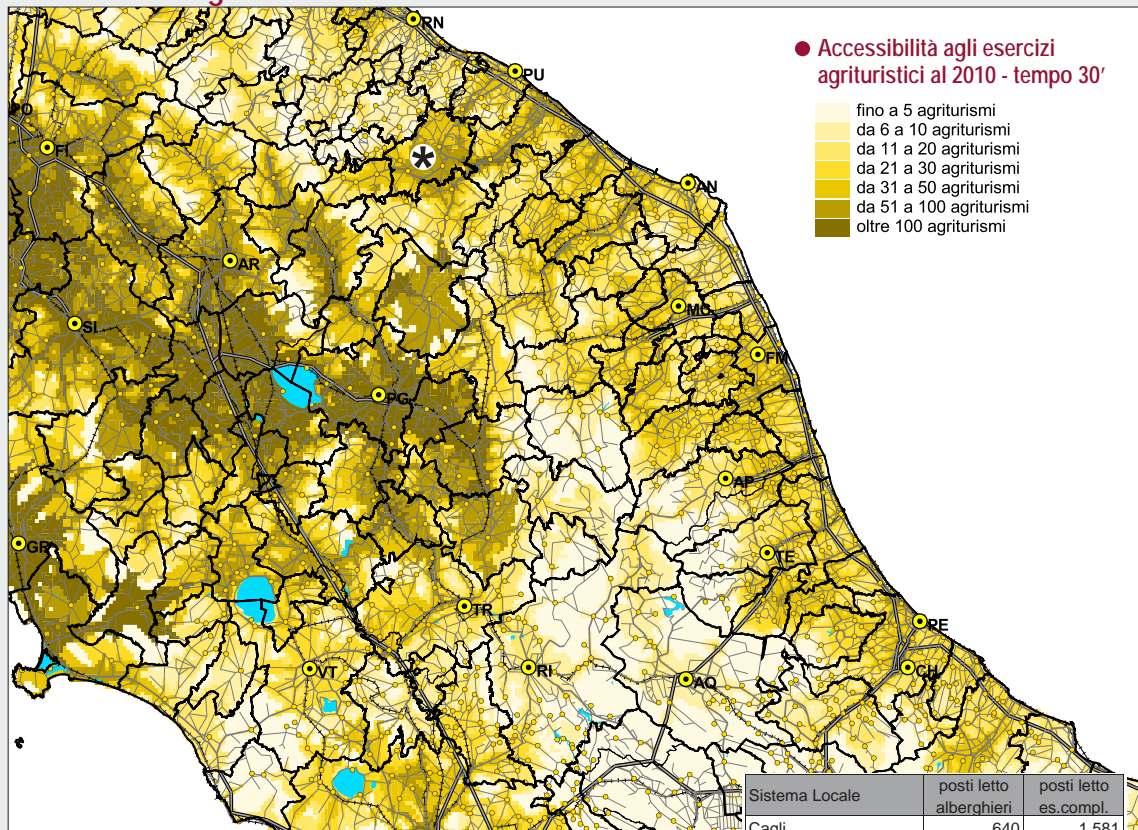 RN
● Accessibilità agli esercizi
agrituristici al 2010 - tempo 30'
PU
fino a 5 agriturismi
da 6 a 10 agriturismi
da 11 a 20 agriturismi
da 21 a 30 agriturismi
da 31 a 50 agriturismi
da 51 a 100 agriturismi
oltre 100 agriturismi
PO
FI
*
AN
AR
MC
SI
FM
PG
AP
GR
TE
TR
PE
VT
RI
AQ
CH
Sistema Locale posti letto alberghieri posti letto es.compl.
Cagli 640 1.581